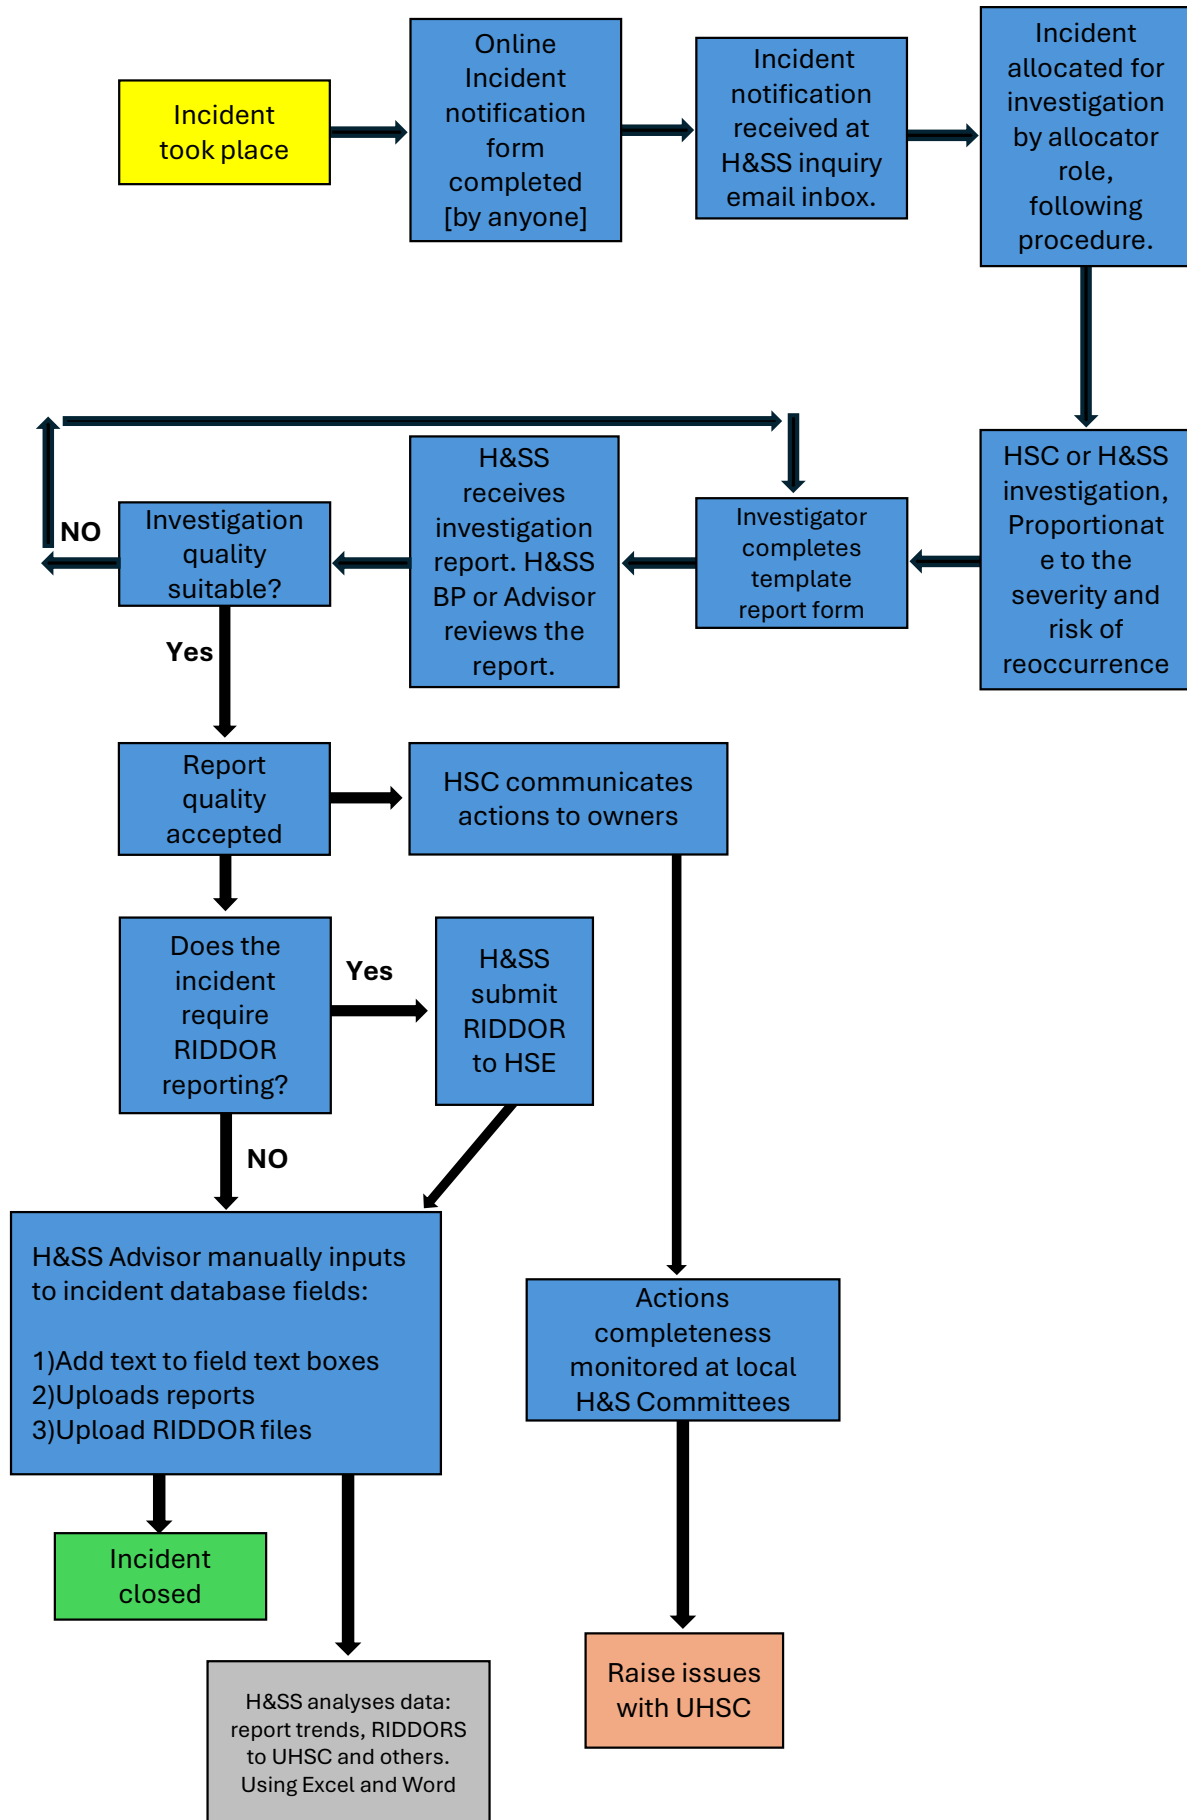 Incident
took place
Online
Incident
notification
form
completed
[by anyone]
Incident
notification
received at
H&SS inquiry
email inbox.
Incident
allocated for
investigation
by allocator
role,
following
procedure.
HSC or H&SS
investigation,
Proportionat
e to the
severity and
risk of
reoccurrence
Investigator
completes
template
report form
H&SS
receives
investigation
report. H&SS
BP or Advisor
reviews the
report.
Investigation
quality
suitable?
NO
Yes
Report
quality
accepted
HSC communicates
actions to owners
Does the
incident
require
RIDDOR
reporting?
Yes
H&SS
submit
RIDDOR
to HSE
NO
H&SS Advisor manually inputs
to incident database fields:
1)Add text to field text boxes
2)Uploads reports
3)Upload RIDDOR files
Actions
completeness
monitored at local
H&S Committees
Incident
closed
Raise issues
with UHSC
H&SS analyses data:
report trends, RIDDORS
to UHSC and others.
Using Excel and Word